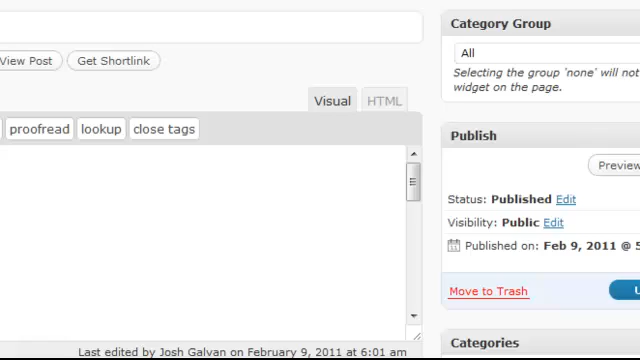 Category Group
All
Selecting the group 'none' will not
widget on the page.
View Post
Get Shortlink
Visual
HTML
proofread
lookup
close tags
Publish
Preview
Status: Published Edit
Visibility: Public Edit
Published on: Feb 9, 2011 @ 5
Move to Trash
Categories
Last edited by Josh Galvan on February 9, 2011 at 6:01 am